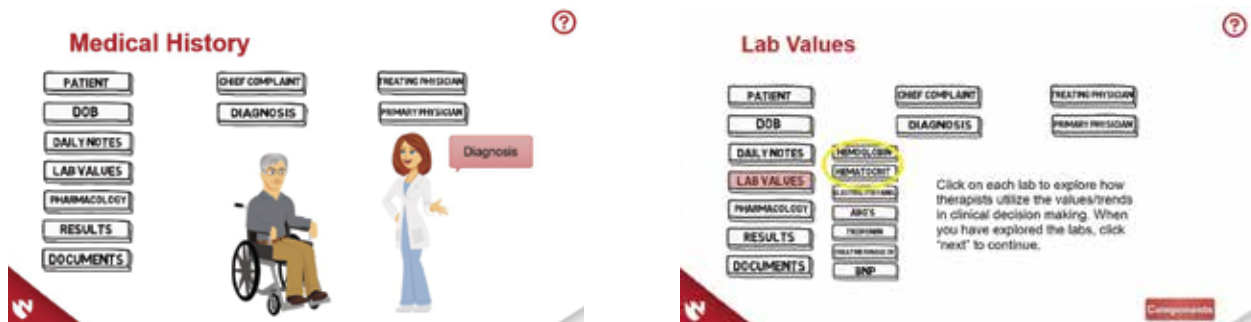 Medical History
?
PATIENT
CHIEF COMPLAINT
TREATING PHYSICIAN
DOB
DIAGNOSIS
PRIMARY PHYSICIAN
DAILY NOTES
LAB VALUES
PHARMACOLOGY
RESULTS
DOCUMENTS
Diagnosis
Lab Values
?
PATIENT
CHIEF COMPLAINT
TREATING PHYSICIAN
DOB
DIAGNOSIS
PRIMARY PHYSICIAN
DAILY NOTES
LAB VALUES
PHARMACOLOGY
RESULTS
DOCUMENTS
HEMOGLOBIN
HEMATOCRIT
ABG'S
TROPONIN
BNP
Click on each lab to explore how
therapists utilize the values/trends
in clinical decision making. When
you have explored the labs, click
"next" to continue.
Components